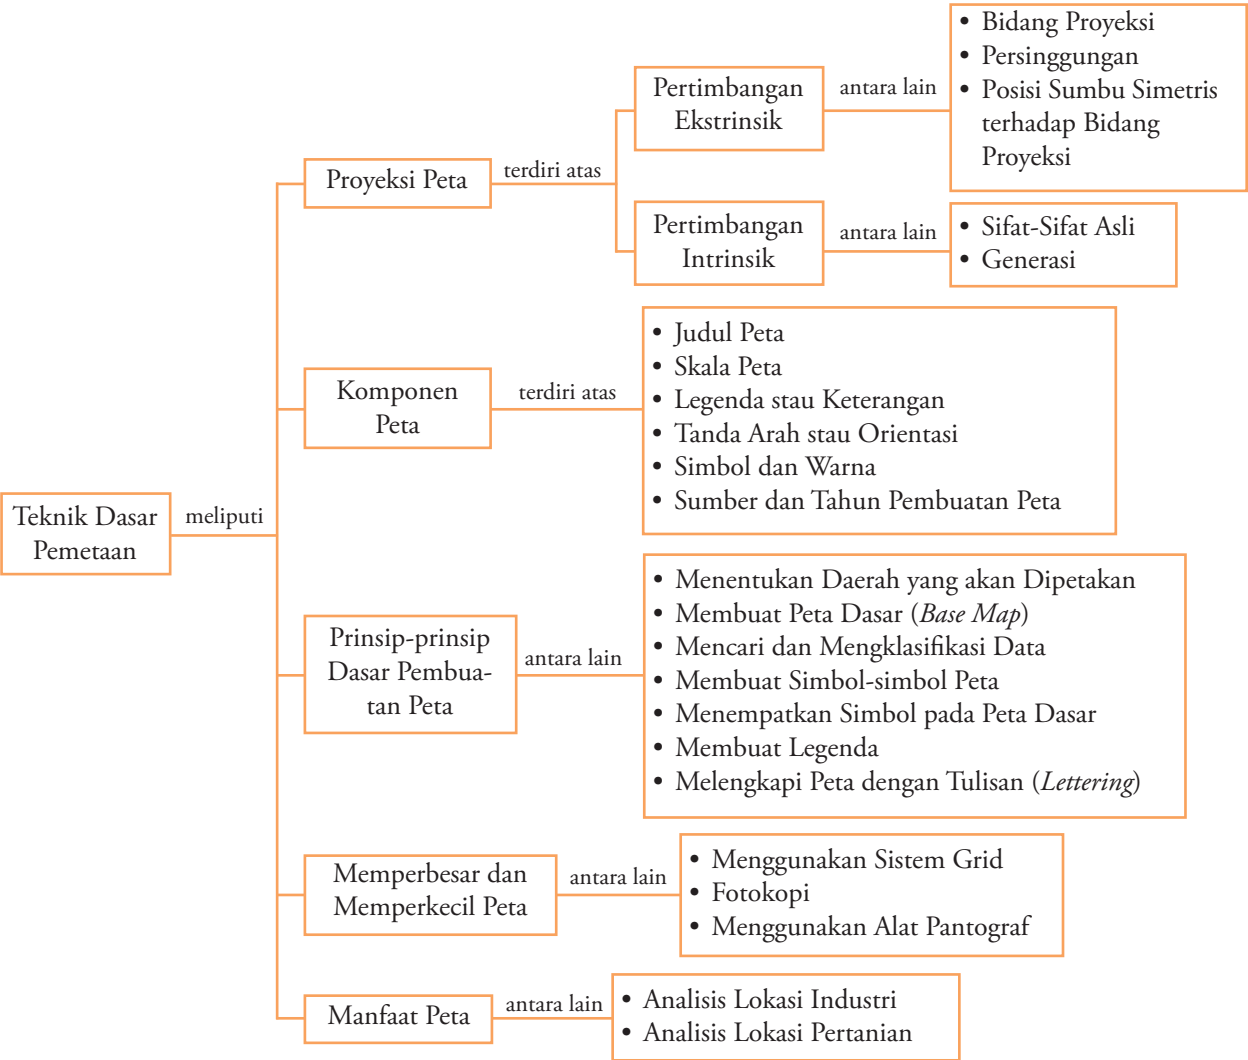 Teknik Dasar
Pemetaan
meliputi
Proyeksi Peta
terdiri atas
Pertimbangan
Ekstrinsik
antara lain
• Bidang Proyeksi
• Persinggungan
• Posisi Sumbu Simetris
terhadap Bidang
Proyeksi
Pertimbangan
Intrinsik
antara lain
• Sifat-Sifat Asli
• Generasi
Komponen
Peta
terdiri atas
• Judul Peta
• Skala Peta
• Legenda stau Keterangan
• Tanda Arah stau Orientasi
• Simbol dan Warna
• Sumber dan Tahun Pembuatan Peta
Prinsip-prinsip
Dasar Pembua-
tan Peta
antara lain
• Menentukan Daerah yang akan Dipetakan
• Membuat Peta Dasar (Base Map)
• Mencari dan Mengklasifikasi Data
• Membuat Simbol-simbol Peta
• Menempatkan Simbol pada Peta Dasar
• Membuat Legenda
• Melengkapi Peta dengan Tulisan (Lettering)
Memperbesar dan
Memperkecil Peta
antara lain
• Menggunakan Sistem Grid
• Fotokopi
• Menggunakan Alat Pantograf
Manfaat Peta
antara lain
• Analisis Lokasi Industri
• Analisis Lokasi Pertanian